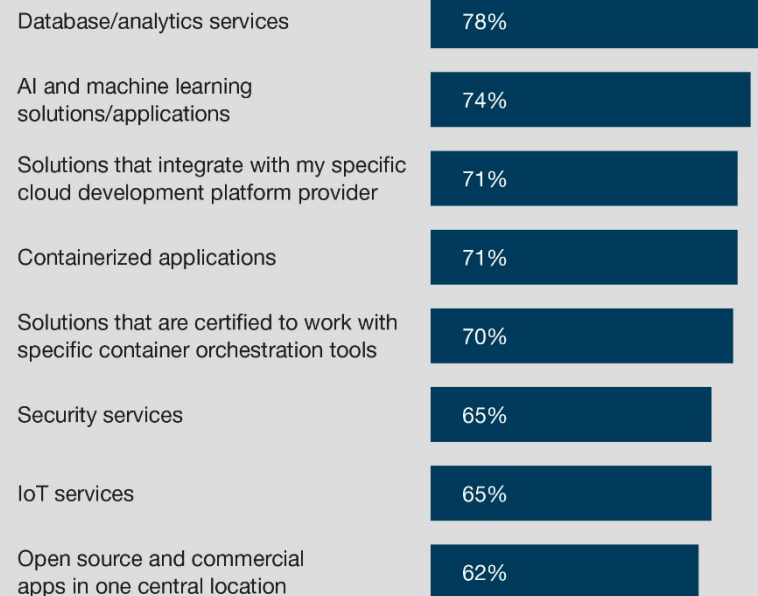 Database/analytics services
78%
AI and machine learning
solutions/applications
74%
Solutions that integrate with my specific
cloud development platform provider
71%
Containerized applications
71%
Solutions that are certified to work with
specific container orchestration tools
70%
Security services
65%
IoT services
65%
Open source and commercial
apps in one central location
62%